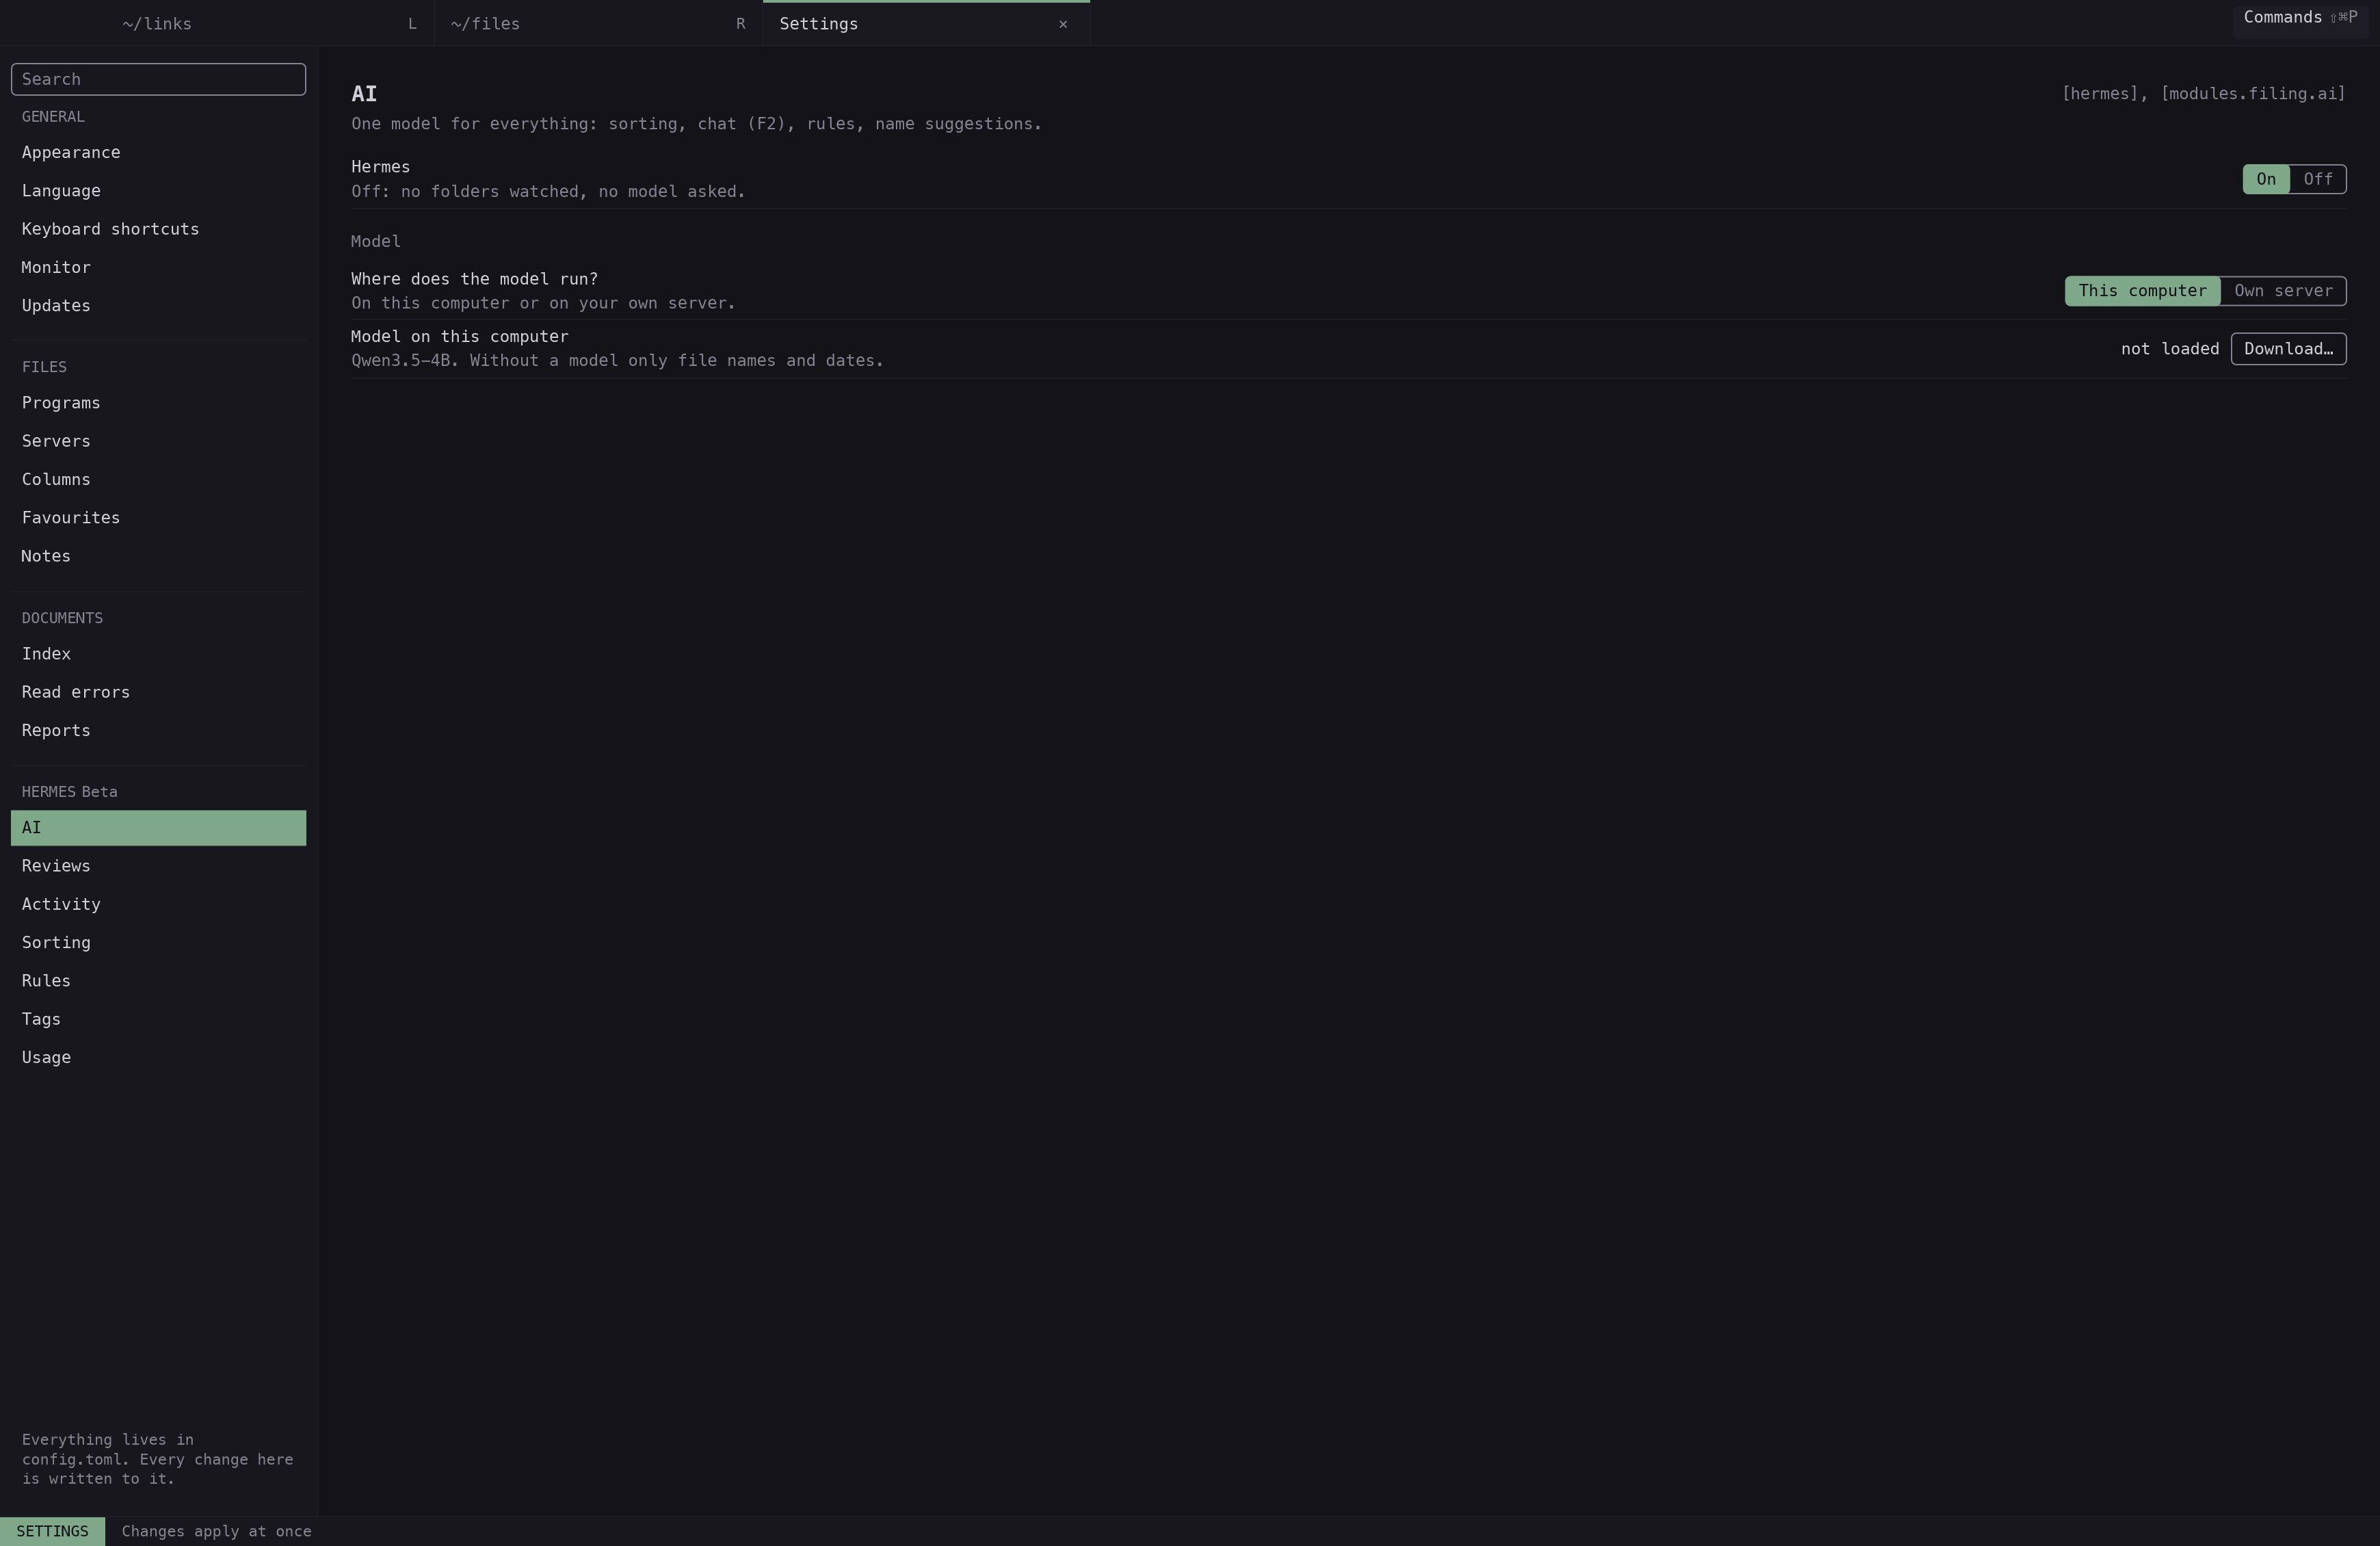 ~/links L ~/files R Settings × Commands ⇧⌘P
Search
GENERAL
Appearance
Language
Keyboard shortcuts
Monitor
Updates
FILES
Programs
Servers
Columns
Favourites
Notes
DOCUMENTS
Index
Read errors
Reports
HERMES Beta
AI
Reviews
Activity
Sorting
Rules
Tags
Usage
Everything lives in
config.toml. Every change here
is written to it.
AI [hermes], [modules.filing.ai]
One model for everything: sorting, chat (F2), rules, name suggestions.
Hermes
Off: no folders watched, no model asked.
On Off
Model
Where does the model run?
On this computer or on your own server.
This computer Own server
Model on this computer
Qwen3.5–4B. Without a model only file names and dates.
not loaded Download…
SETTINGS Changes apply at once